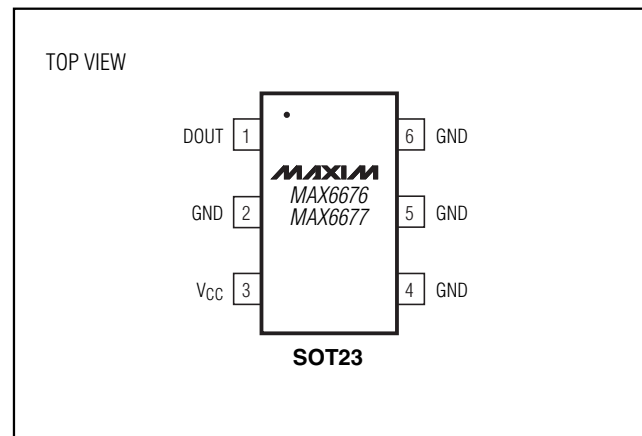 TOP VIEW
DOUT 1
6 GND
MAXIM
MAX6676
MAX6677
GND 2
5 GND
VCC 3
4 GND
SOT23